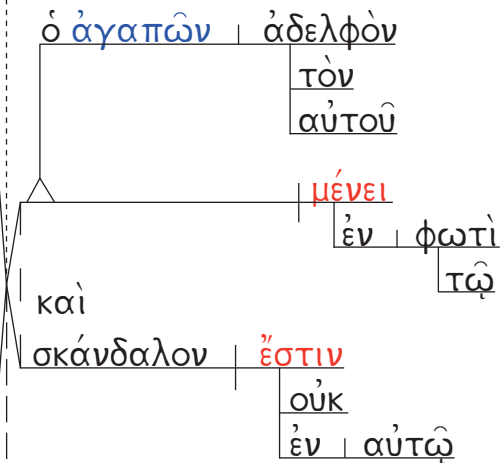 ὁ ἀγαπῶν ἀδελφὸν
τὸν
αὐτοῦ
μένει
ἐν φωτὶ
τῷ
καὶ
σκάνδαλον ἔστιν
οὐκ
ἐν αὐτῷ